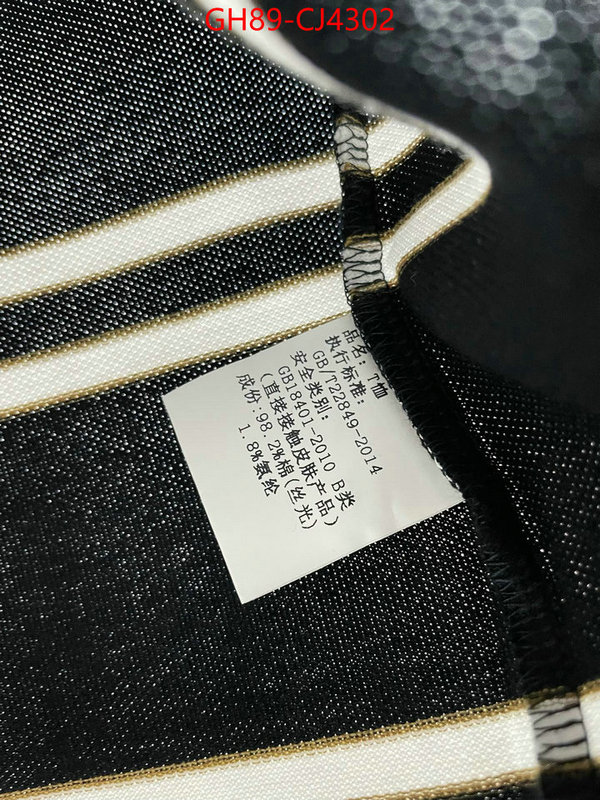 GH89-CJ4302
品名：T恤
执行标准：
GB/T22849-2014
安全类别：
GB18401-2010 B类
(直接接触皮肤产品)
成份:98.2%棉(丝光)
1.8%氨纶